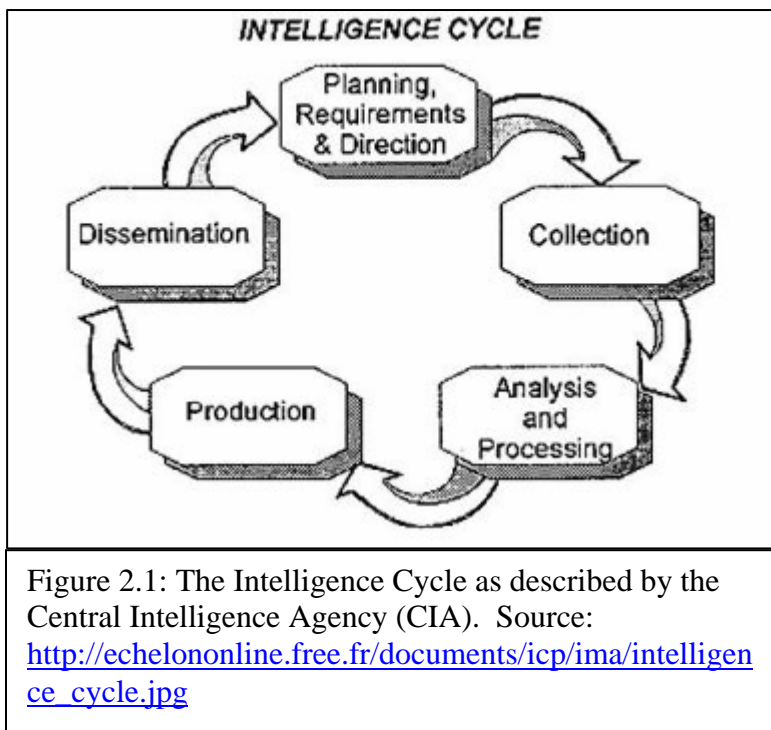 INTELLIGENCE CYCLE
Planning,
Requirements
& Direction
Collection
Analysis
and
Processing
Production
Dissemination
Figure 2.1: The Intelligence Cycle as described by the
Central Intelligence Agency (CIA).  Source:
http://echelononline.free.fr/documents/icp/ima/intelligen
ce_cycle.jpg